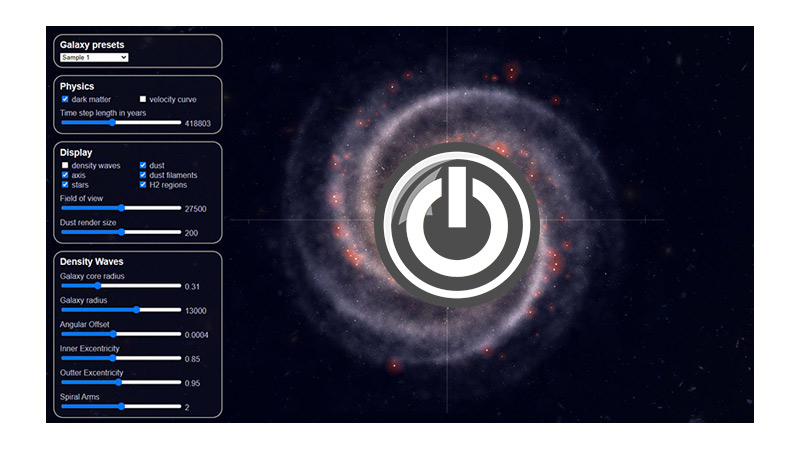 Galaxy presets
Sample 1
Physics
dark matter velocity curve
Time step length in years
418803
Display
density waves dust
axis dust filaments
stars H2 regions
Field of view
27500
Dust render size
200
Density Waves
Galaxy core radius
0.31
Galaxy radius
13000
Angular Offset
0.0004
Inner Excentricity
0.85
Outter Excentricity
0.95
Spiral Arms
2